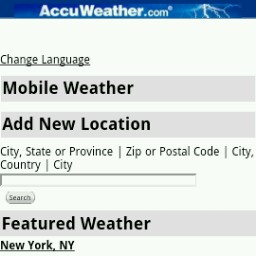 AccuWeather.com®
Change Language
Mobile Weather
Add New Location
City, State or Province | Zip or Postal Code | City,
Country | City
Search
Featured Weather
New York, NY